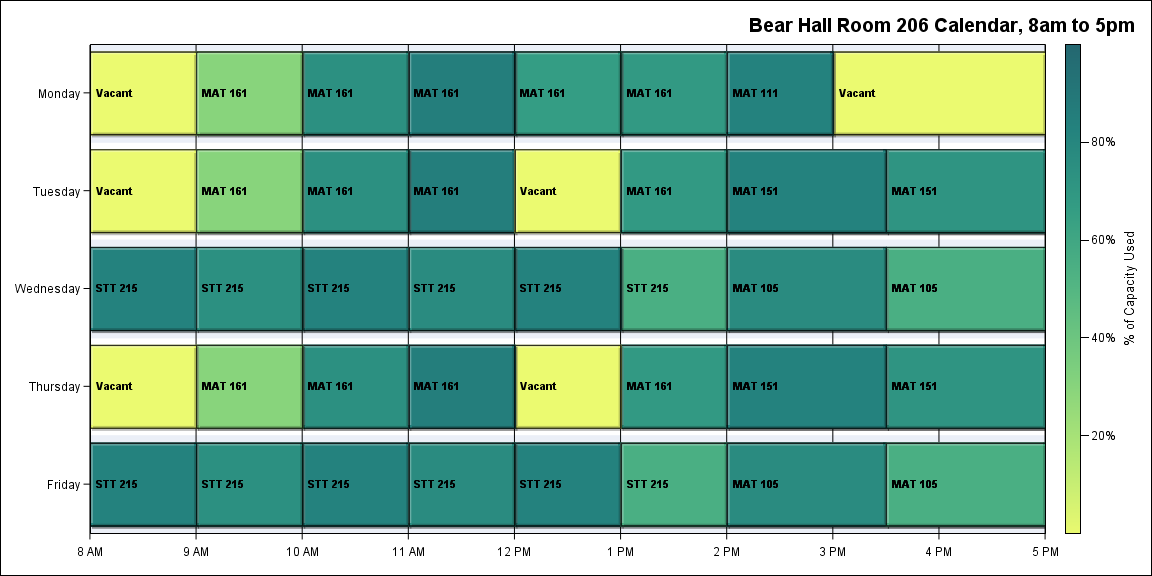 Bear Hall Room 206 Calendar, 8am to 5pm
Monday
Vacant MAT 161 MAT 161 MAT 161 MAT 161 MAT 161 MAT 111 Vacant
Tuesday
Vacant MAT 161 MAT 161 MAT 161 Vacant MAT 161 MAT 151 MAT 151
Wednesday
STT 215 STT 215 STT 215 STT 215 STT 215 STT 215 MAT 105 MAT 105
Thursday
Vacant MAT 161 MAT 161 MAT 161 Vacant MAT 161 MAT 151 MAT 151
Friday
STT 215 STT 215 STT 215 STT 215 STT 215 STT 215 MAT 105 MAT 105
8 AM 9 AM 10 AM 11 AM 12 PM 1 PM 2 PM 3 PM 4 PM 5 PM
80%
60%
40%
20%
% of Capacity Used